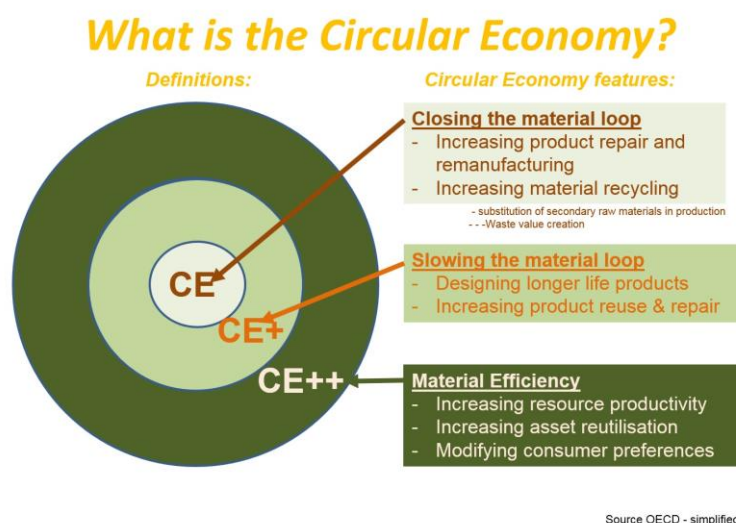 What is the Circular Economy?
Definitions:
Circular Economy features:
Closing the material loop
- Increasing product repair and
remanufacturing
- Increasing material recycling
- substitution of secondary raw materials in production
- - -Waste value creation
Slowing the material loop
- Designing longer life products
- Increasing product reuse & repair
Material Efficiency
- Increasing resource productivity
- Increasing asset reutilisation
- Modifying consumer preferences
CE
CE+
CE++
Source OECD - simplified